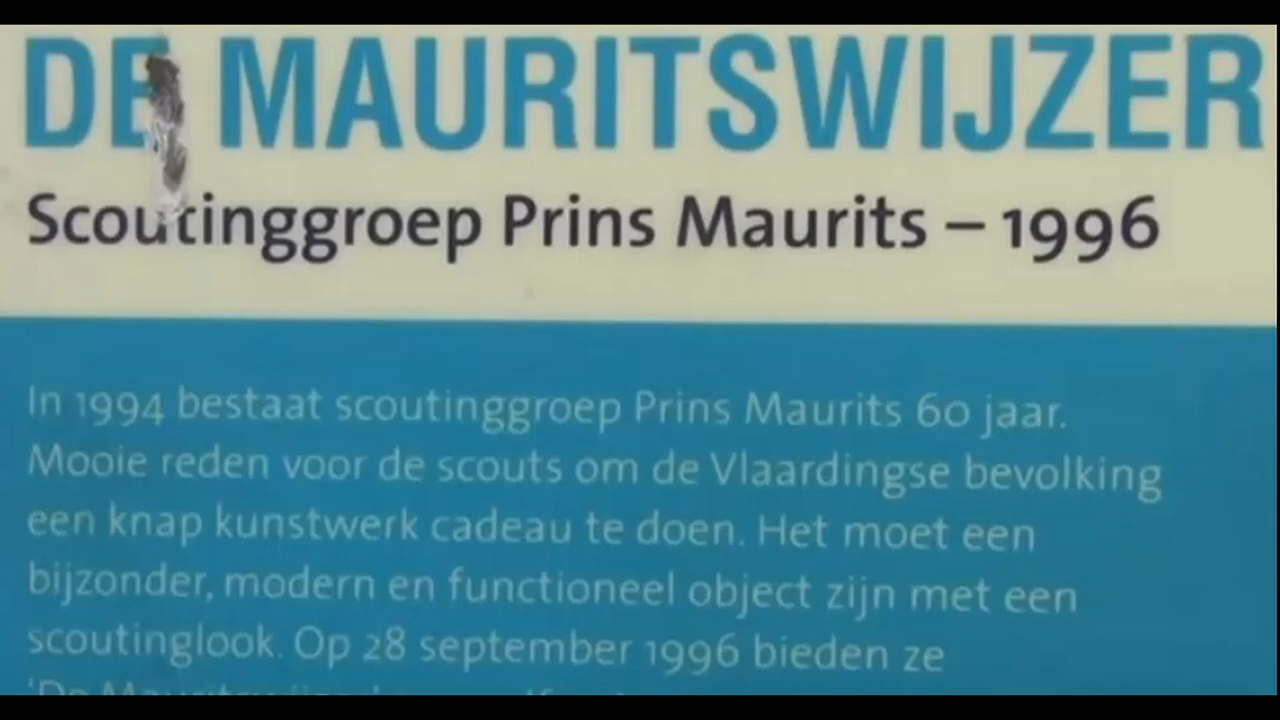 DE MAURITSWIJZER
Scoutinggroep Prins Maurits – 1996
In 1994 bestaat scoutinggroep Prins Maurits 60 jaar.
Mooie reden voor de scouts om de Vlaardingse bevolking
een knap kunstwerk cadeau te doen. Het moet een
bijzonder, modern en functioneel object zijn met een
scoutinglook. Op 28 september 1996 bieden ze
'De Mauritswijzer'